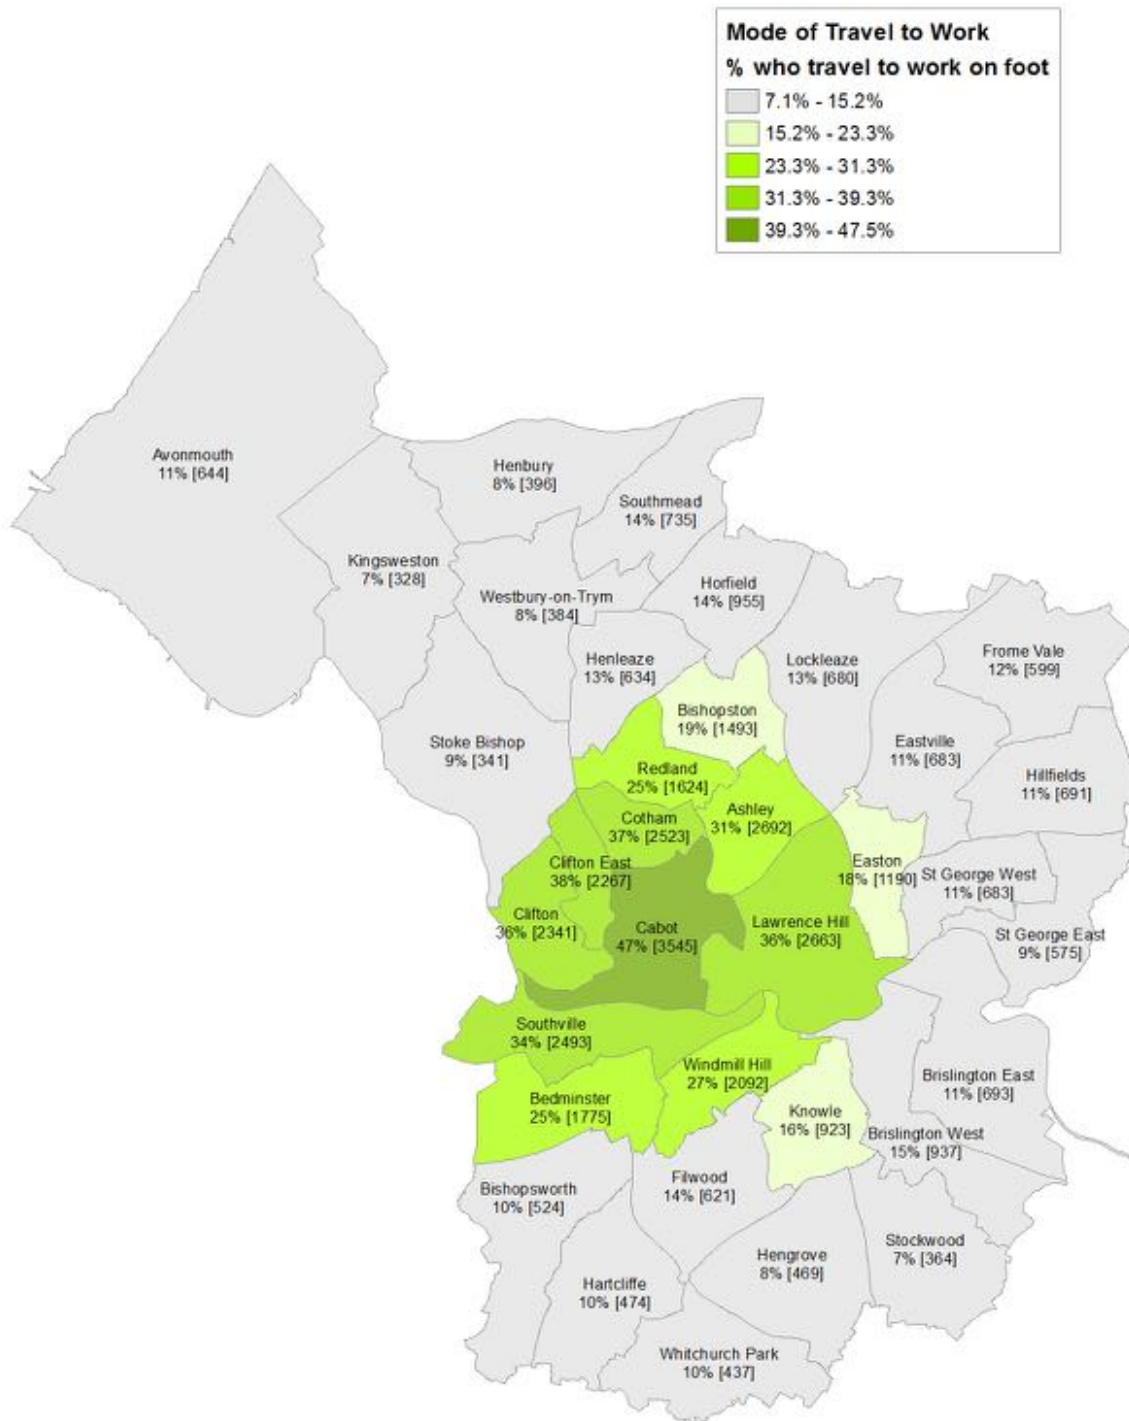 Mode of Travel to Work
% who travel to work on foot
7.1% - 15.2%
15.2% - 23.3%
23.3% - 31.3%
31.3% - 39.3%
39.3% - 47.5%
Avonmouth
11% [644]
Henbury
8% [396]
Southmead
14% [735]
Kingsweston
7% [328]
Westbury-on-Trym
8% [384]
Horfield
14% [955]
Henleaze
13% [634]
Lockleaze
13% [680]
Frome Vale
12% [599]
Bishopston
19% [1493]
Stoke Bishop
9% [341]
Eastville
11% [683]
Redland
25% [1624]
Hillfields
11% [691]
Ashley
31% [2692]
Cotham
37% [2523]
Clifton East
38% [2267]
Easton
18% [1190]
St George West
11% [683]
Clifton
36% [2341]
Cabot
47% [3545]
Lawrence Hill
36% [2663]
St George East
9% [575]
Southville
34% [2493]
Windmill Hill
27% [2092]
Brislington East
11% [693]
Bedminster
25% [1775]
Knowle
16% [923]
Brislington West
15% [937]
Filwood
14% [621]
Bishopsworth
10% [524]
Stockwood
7% [364]
Hengrove
8% [469]
Hartcliffe
10% [474]
Whitchurch Park
10% [437]